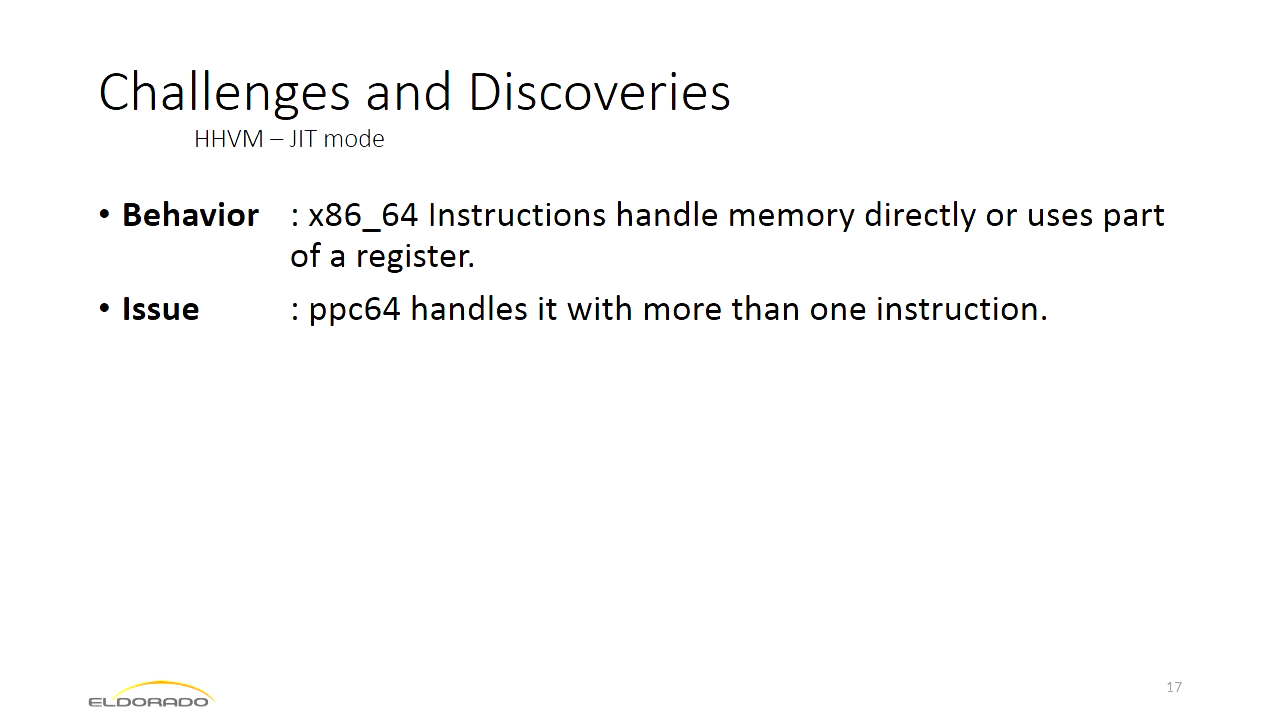 Challenges and Discoveries
HHVM – JIT mode
• Behavior : x86_64 Instructions handle memory directly or uses part
of a register.
• Issue : ppc64 handles it with more than one instruction.
ELDORADO
17